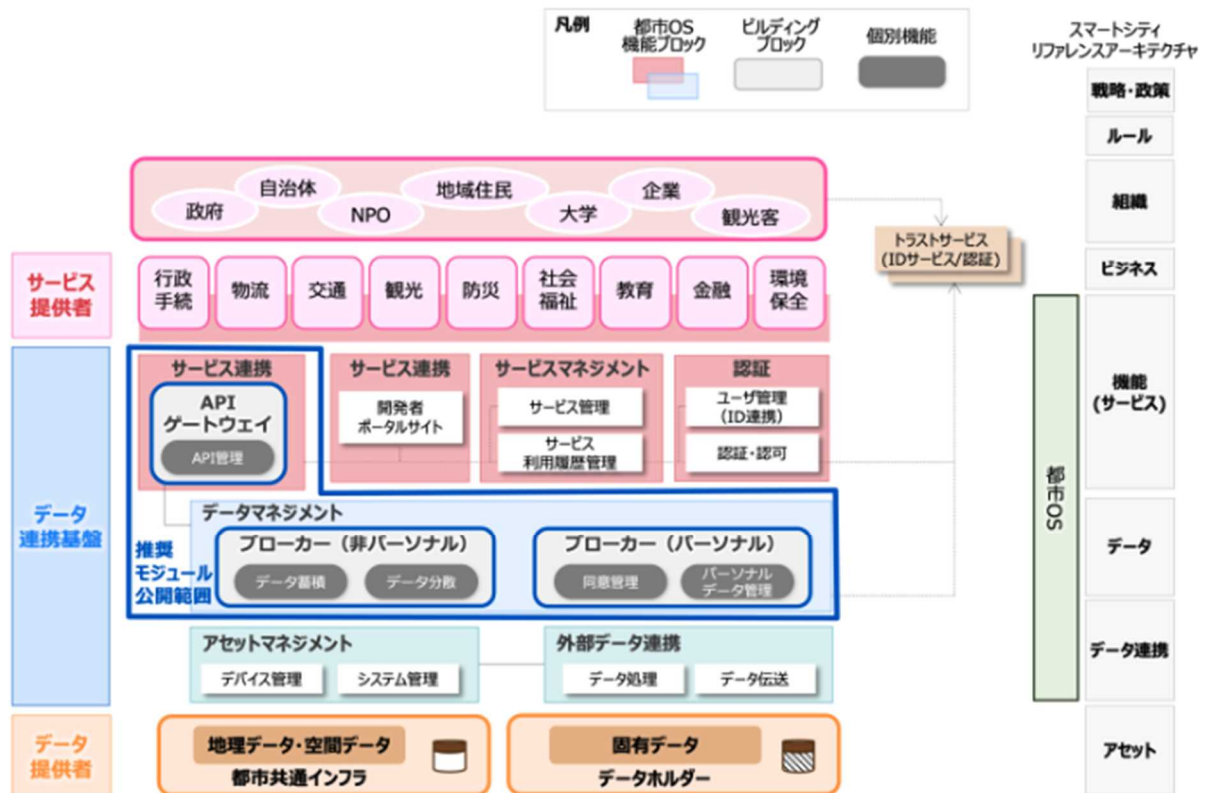 凡例
都市OS
機能ブロック
ビルディング
ブロック
個別機能
スマートシティ
リファレンスアーキテクチャ
戦略・政策
ルール
組織
ビジネス
機能
(サービス)
データ
データ連携
アセット
都市OS
政府
自治体
NPO
地域住民
大学
企業
観光客
トラストサービス
(IDサービス/認証)
サービス
提供者
行政
手続
物流
交通
観光
防災
社会
福祉
教育
金融
環境
保全
データ
連携基盤
サービス連携
API
ゲートウェイ
API管理
サービス連携
開発者
ポータルサイト
サービスマネジメント
サービス管理
サービス
利用履歴管理
認証
ユーザ管理
(ID連携)
認証・認可
データマネジメント
推奨
モジュール
公開範囲
ブローカー（非パーソナル）
データ蓄積
データ分散
ブローカー（パーソナル）
同意管理
パーソナル
データ管理
アセットマネジメント
デバイス管理
システム管理
外部データ連携
データ処理
データ伝送
データ
提供者
地理データ・空間データ
都市共通インフラ
固有データ
データホルダー